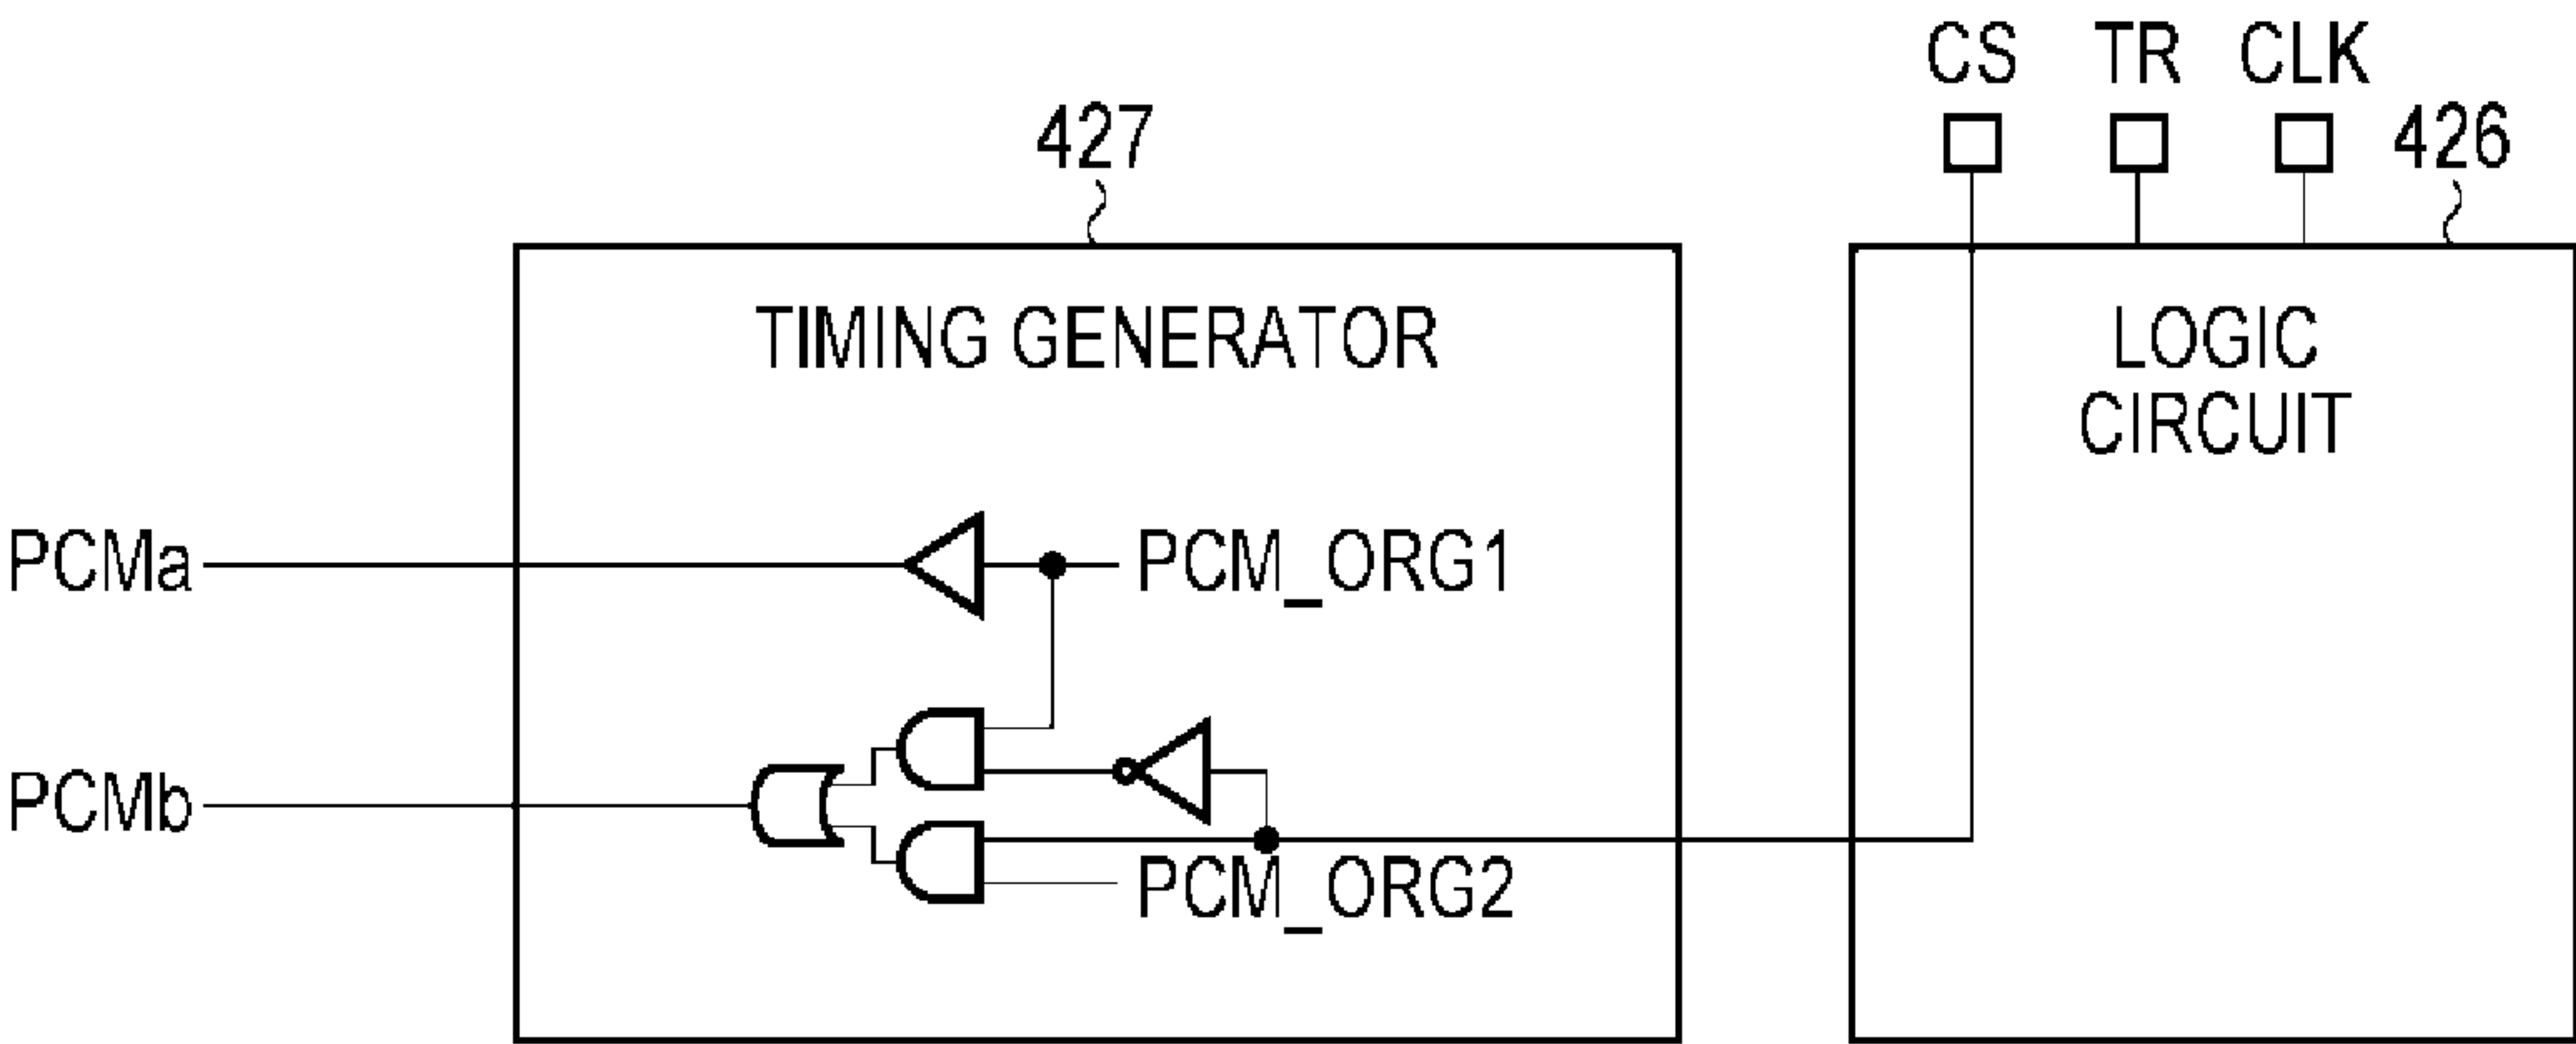 CS TR CLK
427 426
TIMING GENERATOR
LOGIC
CIRCUIT
PCMa
PCM_ORG1
PCMb
PCM_ORG2